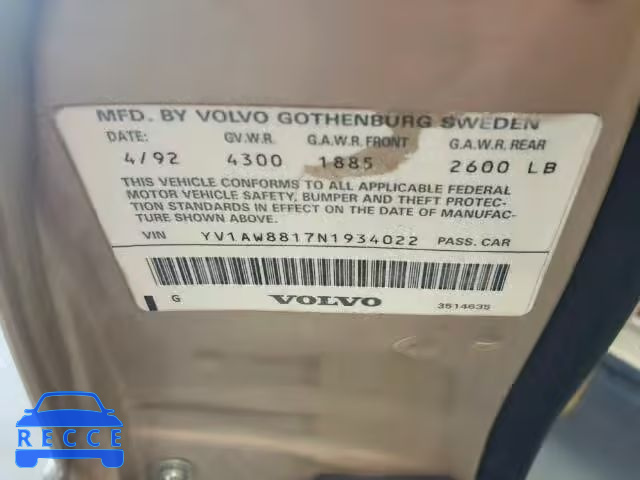 MFD. BY VOLVO GOTHENBURG SWEDEN
DATE: G.V.W.R. G.A.W.R. FRONT G.A.W.R. REAR
4/92 4300 1885 2600 LB
THIS VEHICLE CONFORMS TO ALL APPLICABLE FEDERAL
MOTOR VEHICLE SAFETY, BUMPER AND THEFT PROTEC-
TION STANDARDS IN EFFECT ON THE DATE OF MANUFAC-
TURE SHOWN ABOVE.
VIN YV1AW8817N1934022 PASS. CAR
G VOLVO 3514635
RECCE